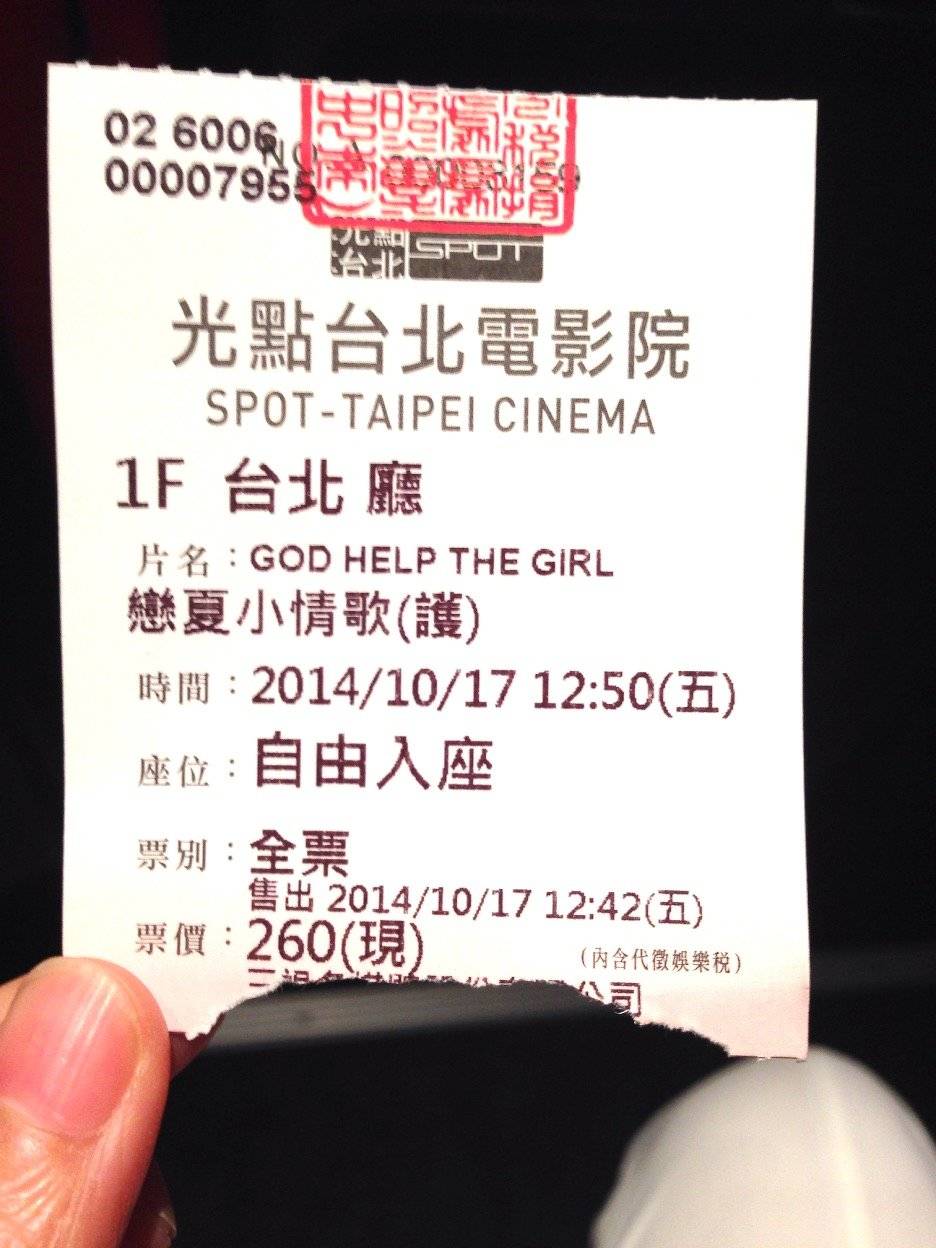 02 6006
00007955
光點 SPOT
台北
光點台北電影院
SPOT-TAIPEI CINEMA
1F 台北 廳
片名：GOD HELP THE GIRL
戀夏小情歌(護)
時間：2014/10/17 12:50(五)
座位：自由入座
票別：全票
售出 2014/10/17 12:42(五)
票價：260(現) (內含代徵娛樂稅)
公司